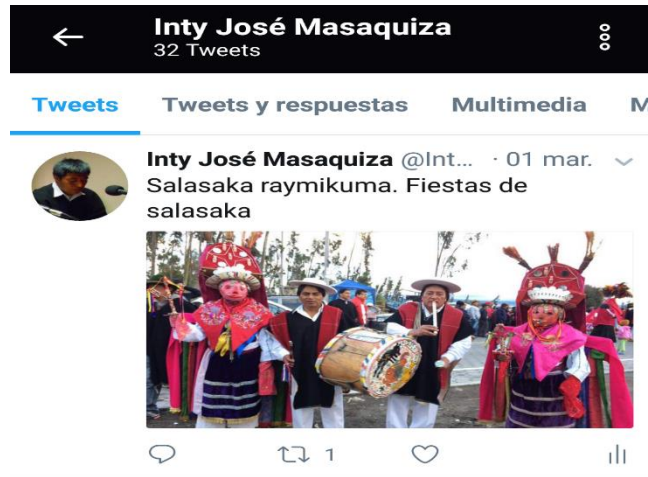 Inty José Masaquiza
32 Tweets
Tweets Tweets y respuestas Multimedia M
Inty José Masaquiza @Int... · 01 mar.
Salasaka raymikuma. Fiestas de
salasaka
1